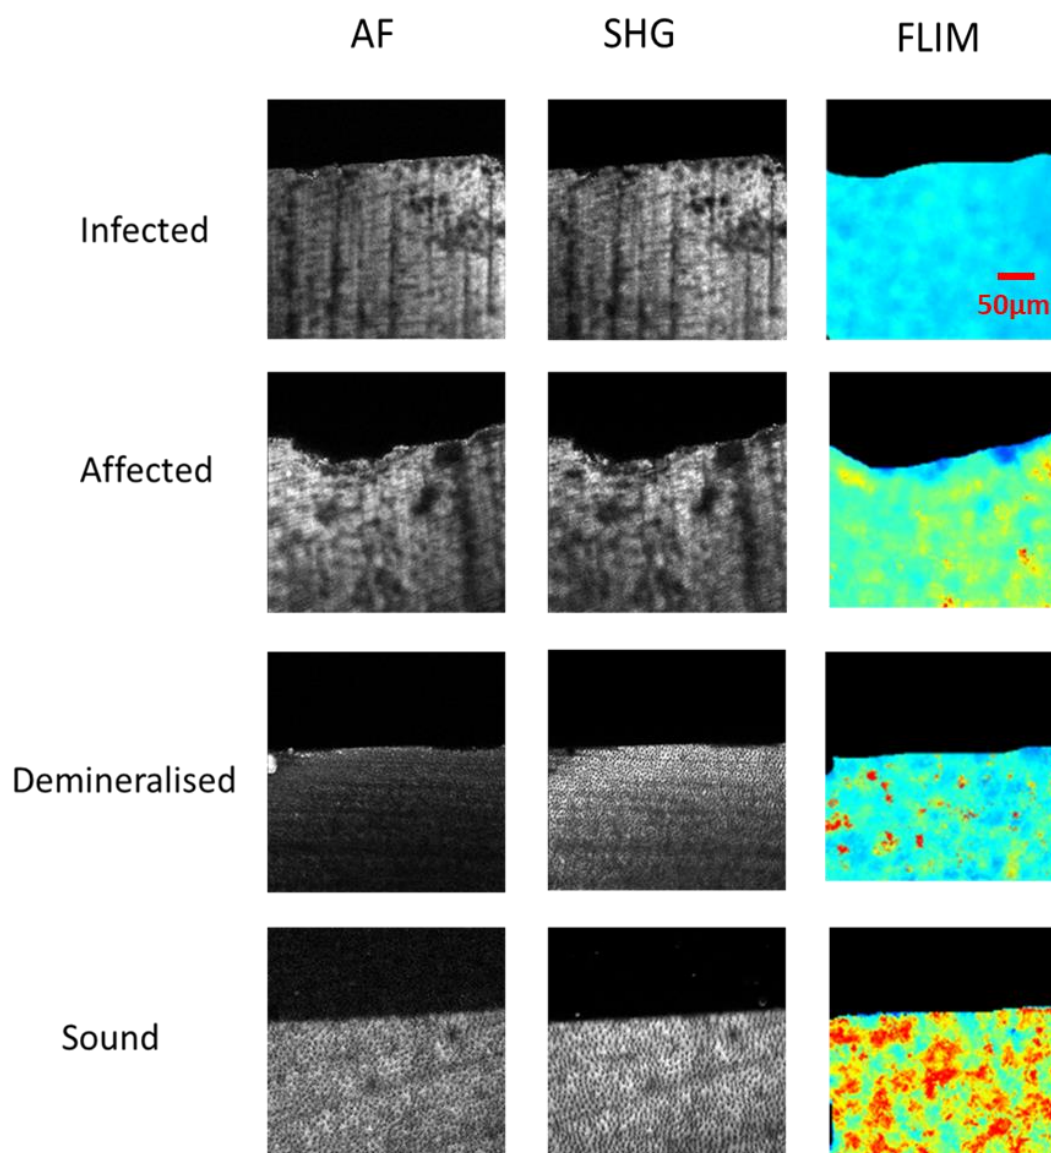 AF SHG FLIM
Infected
50µm
Affected
Demineralised
Sound